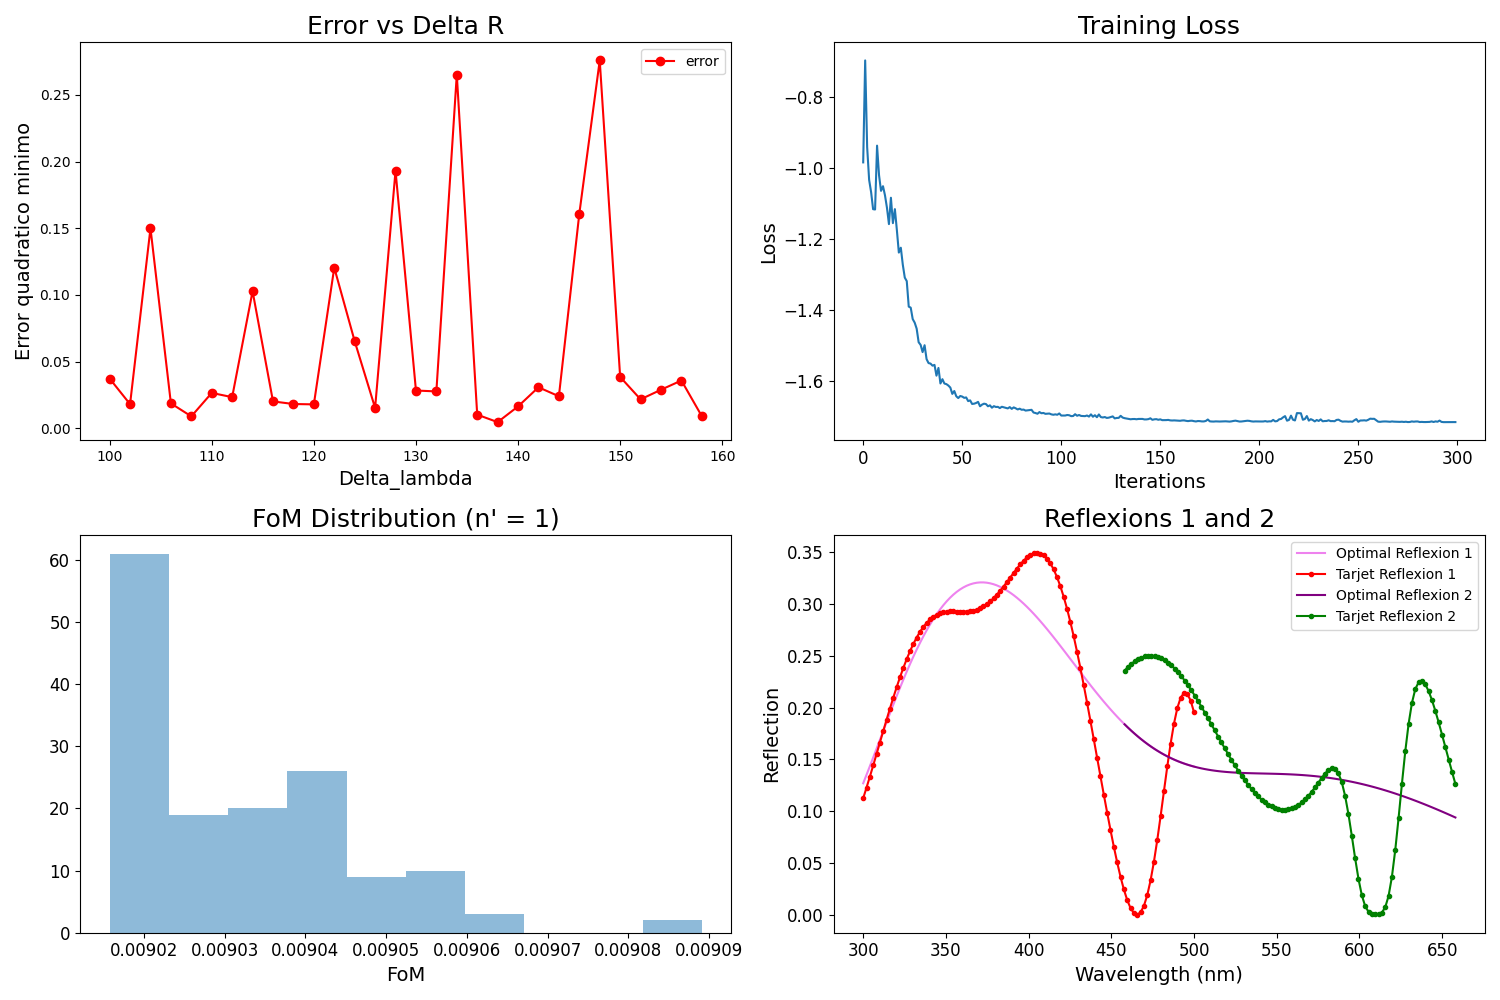 Error vs Delta R
error
Error quadratico minimo
0.25
0.20
0.15
0.10
0.05
0.00
100 110 120 130 140 150 160
Delta_lambda
Training Loss
Loss
−0.8
−1.0
−1.2
−1.4
−1.6
0 50 100 150 200 250 300
Iterations
FoM Distribution (n' = 1)
60
50
40
30
20
10
0
0.00902 0.00903 0.00904 0.00905 0.00906 0.00907 0.00908 0.00909
FoM
Reflexions 1 and 2
Optimal Reflexion 1
Tarjet Reflexion 1
Optimal Reflexion 2
Tarjet Reflexion 2
Reflection
0.35
0.30
0.25
0.20
0.15
0.10
0.05
0.00
300 350 400 450 500 550 600 650
Wavelength (nm)